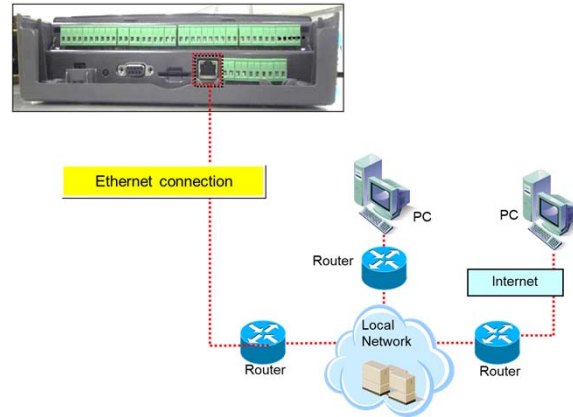 Ethernet connection
PC
PC
Router
Internet
Local
Network
Router
Router